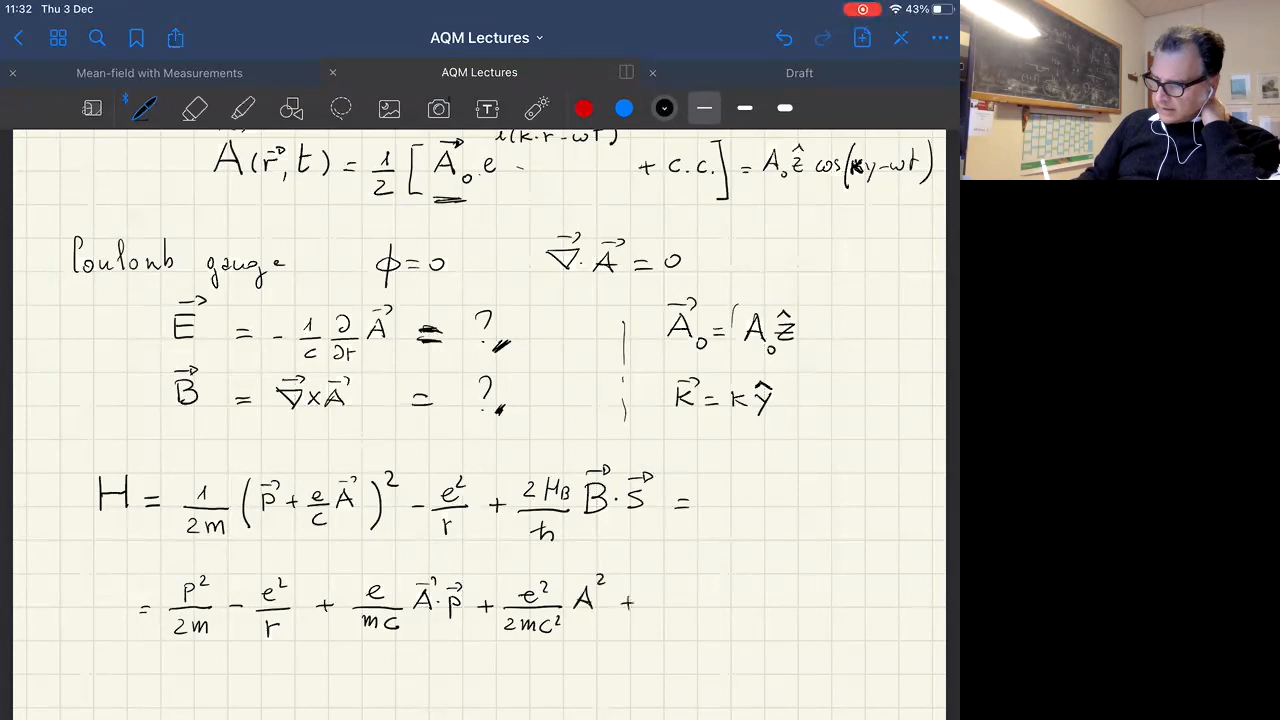 11:32 Thu 3 Dec 43%
AQM Lectures
Mean-field with Measurements AQM Lectures Draft
A(r⃗, t) = 1/2 [ A⃗₀ e^{i(k·r-ωt)} + c.c. ] = A₀ ẑ cos(ky-ωt)
Coulomb gauge ϕ=0 ∇⃗·A⃗ = 0
E⃗ = - 1/c ∂/∂t A⃗ = ? A⃗₀ = A₀ ẑ
B⃗ = ∇⃗×A⃗ = ? k⃗ = k ŷ
H = 1/2m (p⃗ + e/c A⃗)² - e²/r + 2μB/ħ B⃗·S⃗ =
= p²/2m - e²/r + e/mc A⃗·p⃗ + e²/2mc² A² +